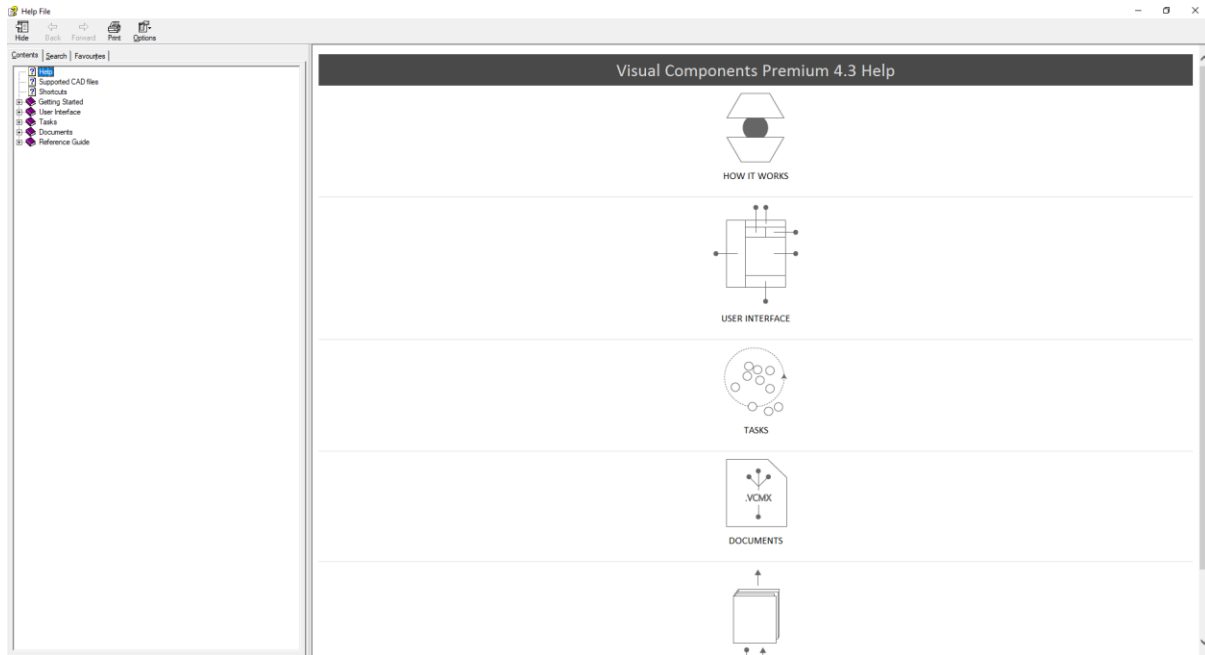 Help File
Hide Back Forward Print Options
Contents Search Favourites
Help
Supported CAD files
Shortcuts
Getting Started
User Interface
Tasks
Documents
Reference Guide
Visual Components Premium 4.3 Help
HOW IT WORKS
USER INTERFACE
TASKS
.VCMX
DOCUMENTS